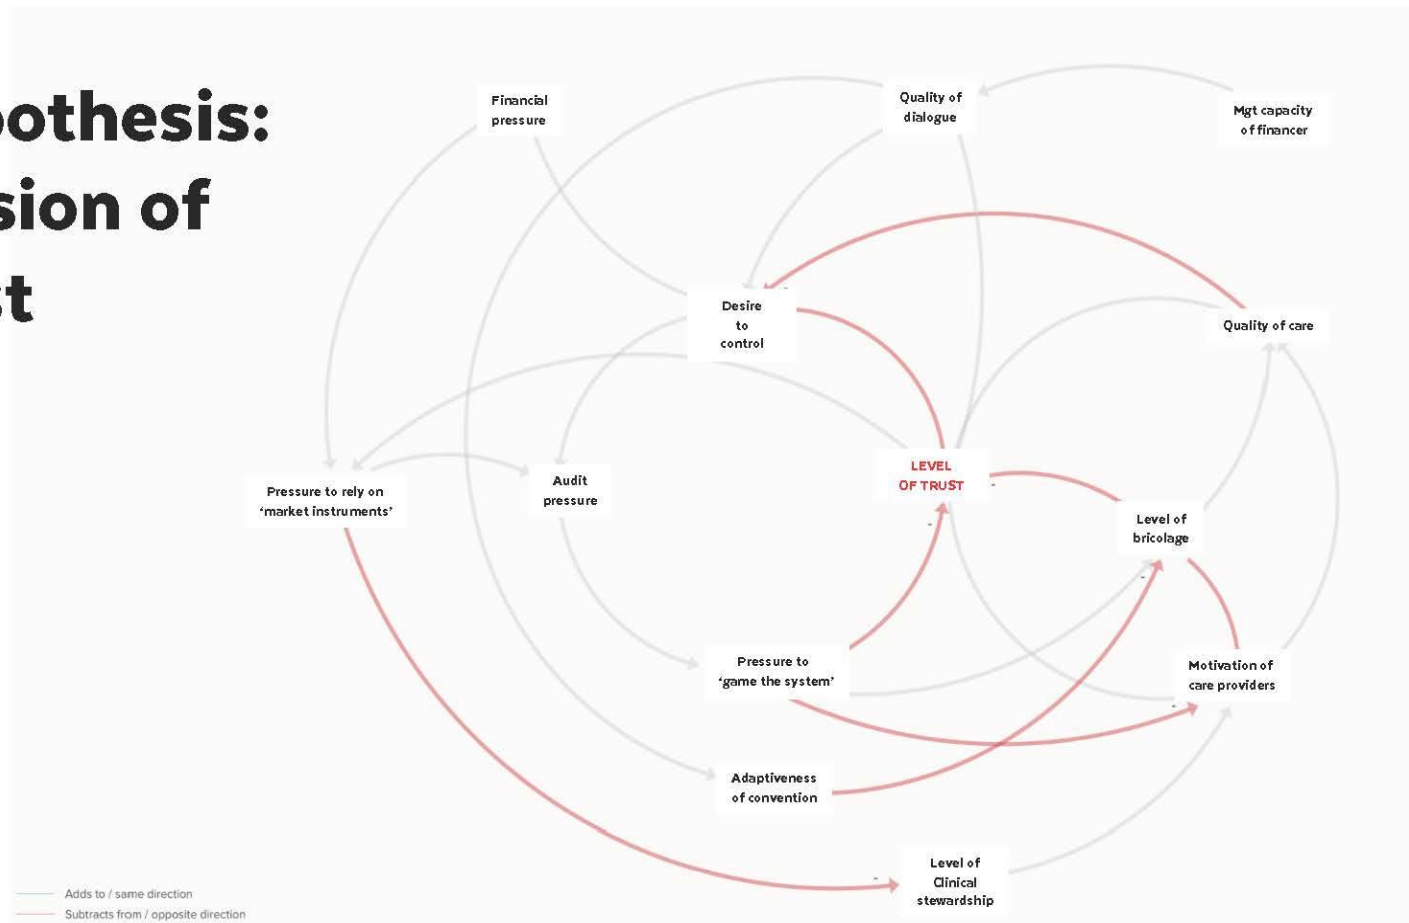 othesis:
sion of
st
Financial
pressure
Quality of
dialogue
Mgt capacity
of financer
Desire
to
control
Quality of care
LEVEL
OF TRUST
Pressure to rely on
‘market instruments’
Audit
pressure
Level of
bricolage
Pressure to
‘game the system’
Motivation of
care providers
Adaptiveness
of convention
Level of
Clinical
stewardship
Adds to / same direction
Subtracts from / opposite direction